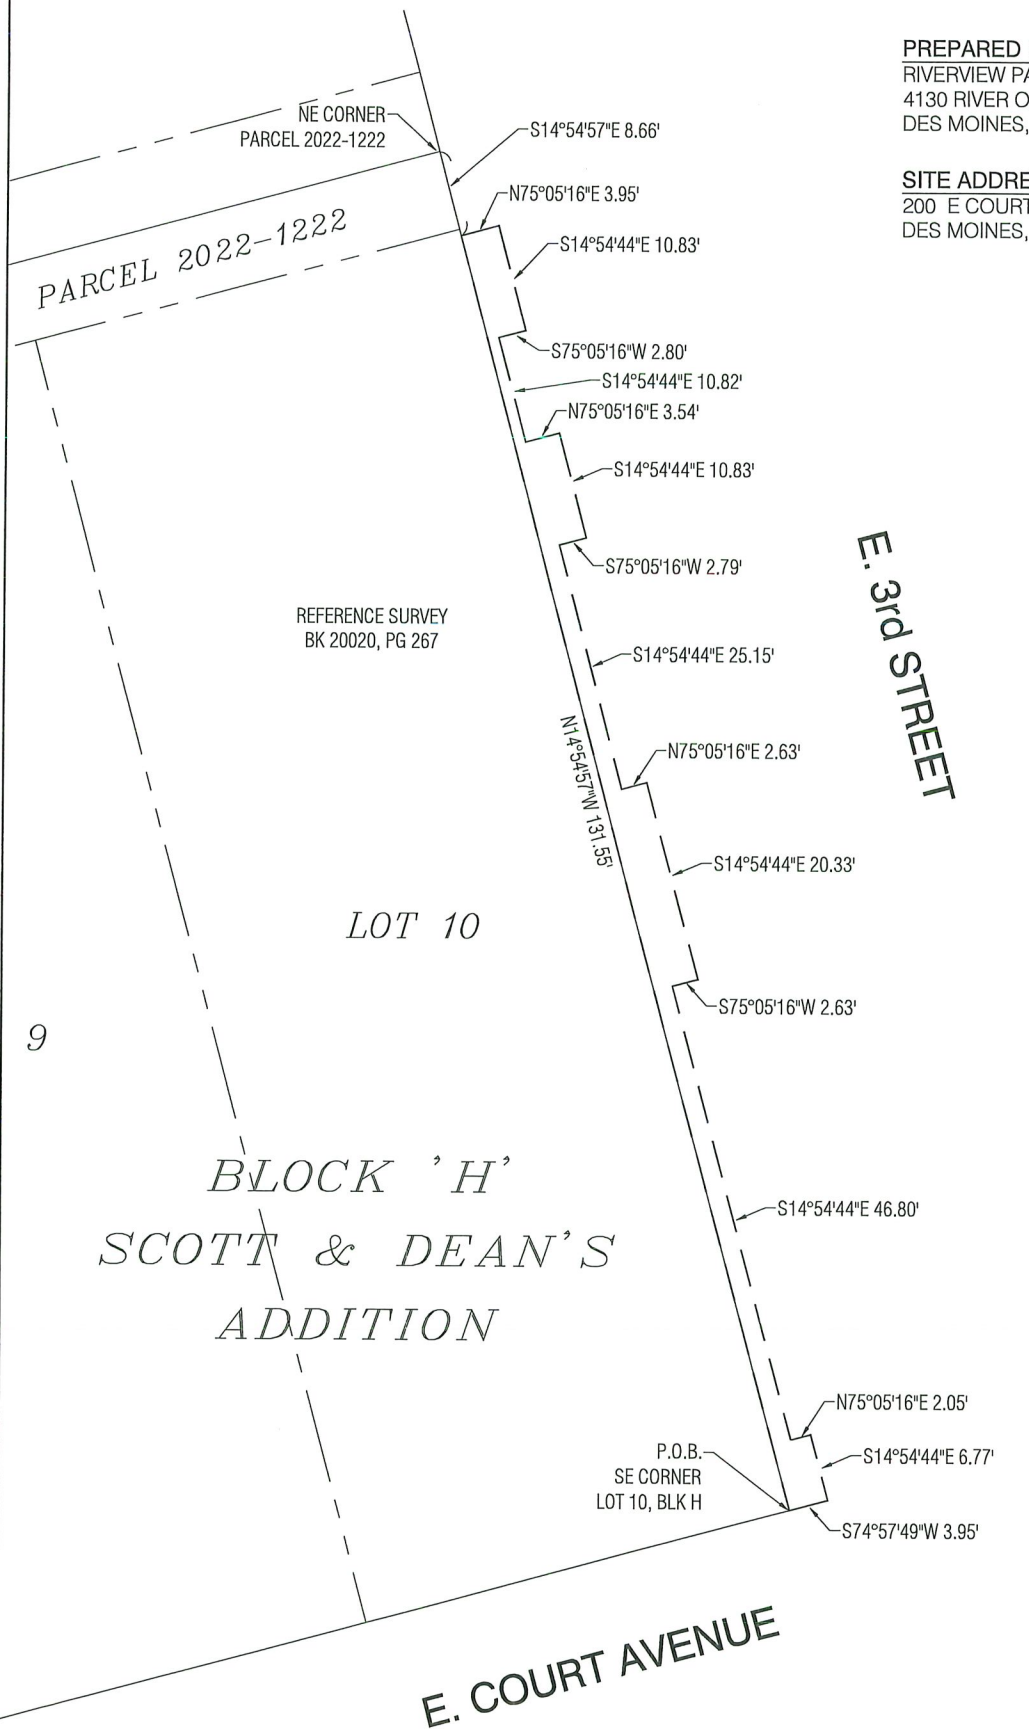 PREPARED
RIVERVIEW PA
4130 RIVER O
DES MOINES,
SITE ADDRE
200 E COURT
DES MOINES,
NE CORNER
PARCEL 2022-1222
S14°54'57"E 8.66'
N75°05'16"E 3.95'
S14°54'44"E 10.83'
PARCEL 2022-1222
S75°05'16"W 2.80'
S14°54'44"E 10.82'
N75°05'16"E 3.54'
S14°54'44"E 10.83'
S75°05'16"W 2.79'
E. 3rd STREET
REFERENCE SURVEY
BK 20020, PG 267
S14°54'44"E 25.15'
N14°54'57"W 131.55'
N75°05'16"E 2.63'
S14°54'44"E 20.33'
LOT 10
S75°05'16"W 2.63'
9
BLOCK 'H'
SCOTT & DEAN'S
ADDITION
S14°54'44"E 46.80'
N75°05'16"E 2.05'
P.O.B.
SE CORNER
LOT 10, BLK H
S14°54'44"E 6.77'
S74°57'49"W 3.95'
E. COURT AVENUE